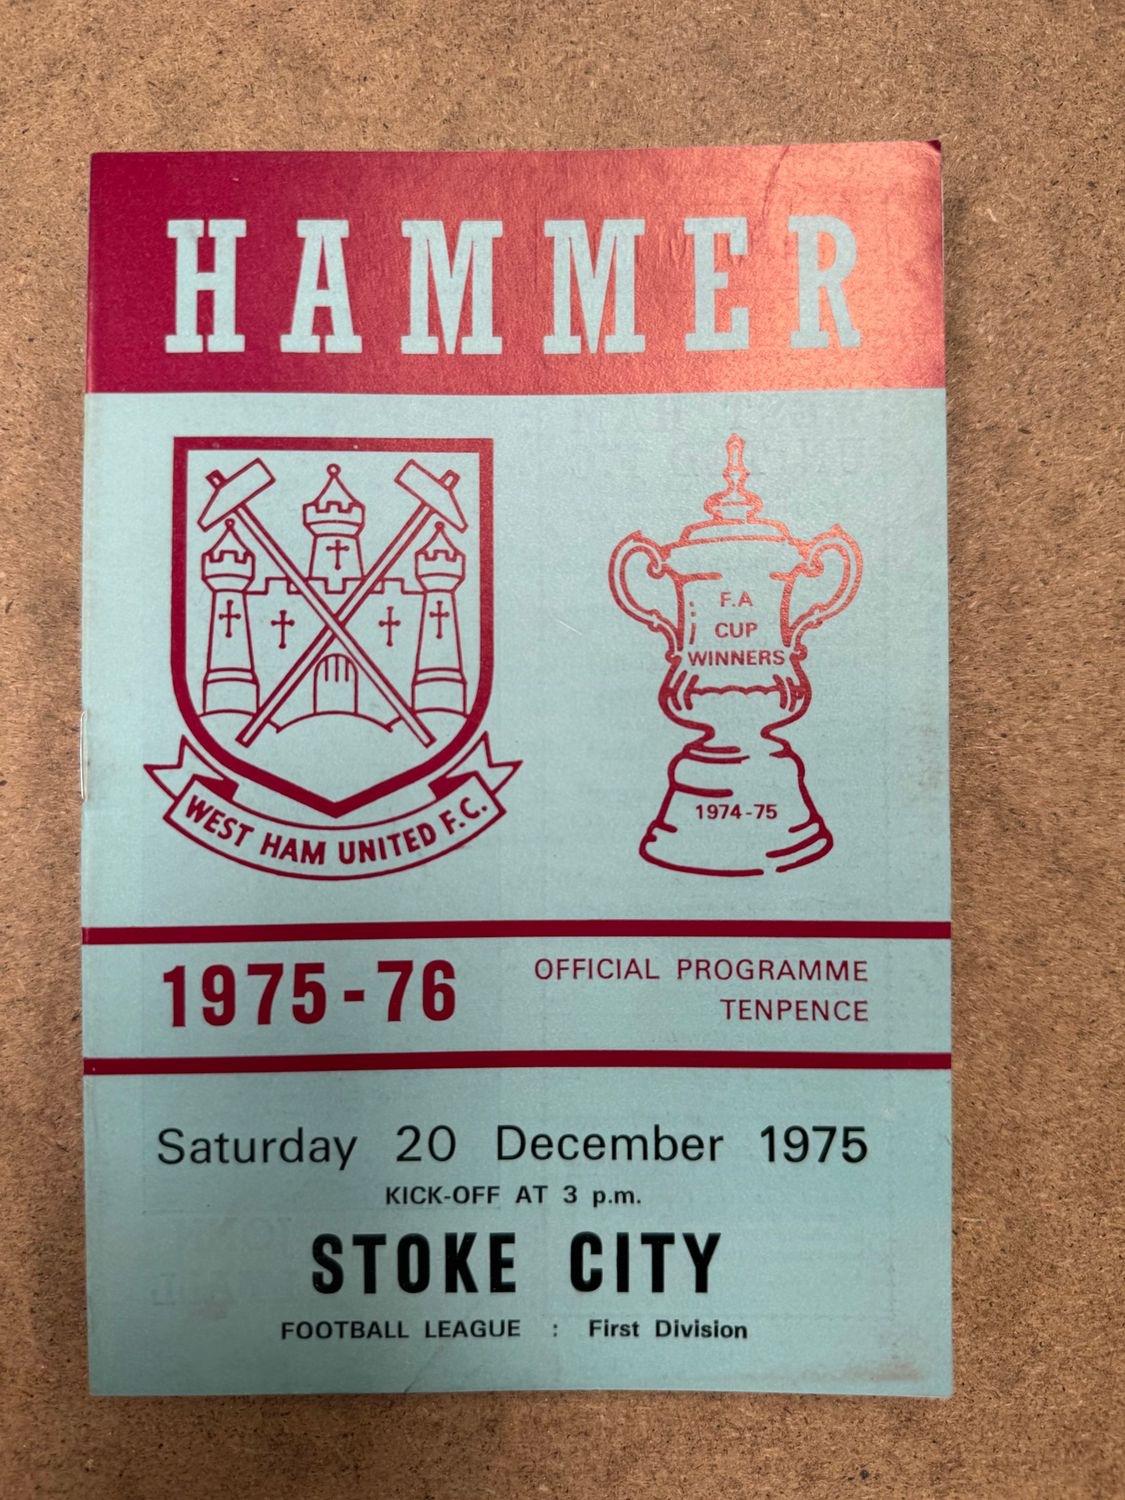 HAMMER
F.A
CUP
WINNERS
1974-75
WEST HAM UNITED F.C.
1975-76
OFFICIAL PROGRAMME
TENPENCE
Saturday 20 December 1975
KICK-OFF AT 3 p.m.
STOKE CITY
FOOTBALL LEAGUE : First Division